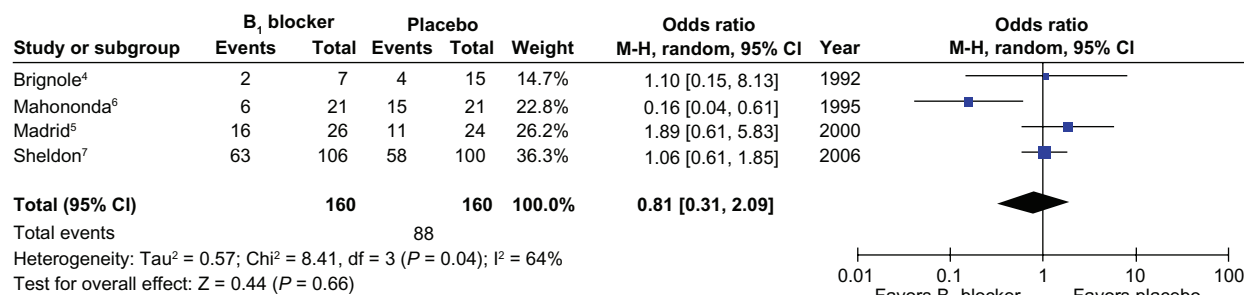 B₁ blocker Placebo Odds ratio Odds ratio
Study or subgroup Events Total Events Total Weight M-H, random, 95% CI Year M-H, random, 95% CI
Brignole⁴ 2 7 4 15 14.7% 1.10 [0.15, 8.13] 1992
Mahononda⁶ 6 21 15 21 22.8% 0.16 [0.04, 0.61] 1995
Madrid⁵ 16 26 11 24 26.2% 1.89 [0.61, 5.83] 2000
Sheldon⁷ 63 106 58 100 36.3% 1.06 [0.61, 1.85] 2006
Total (95% CI) 160 160 100.0% 0.81 [0.31, 2.09]
Total events 88
Heterogeneity: Tau² = 0.57; Chi² = 8.41, df = 3 (P = 0.04); I² = 64%
Test for overall effect: Z = 0.44 (P = 0.66)
0.01 0.1 1 10 100
Favors B₁ blocker Favors placebo